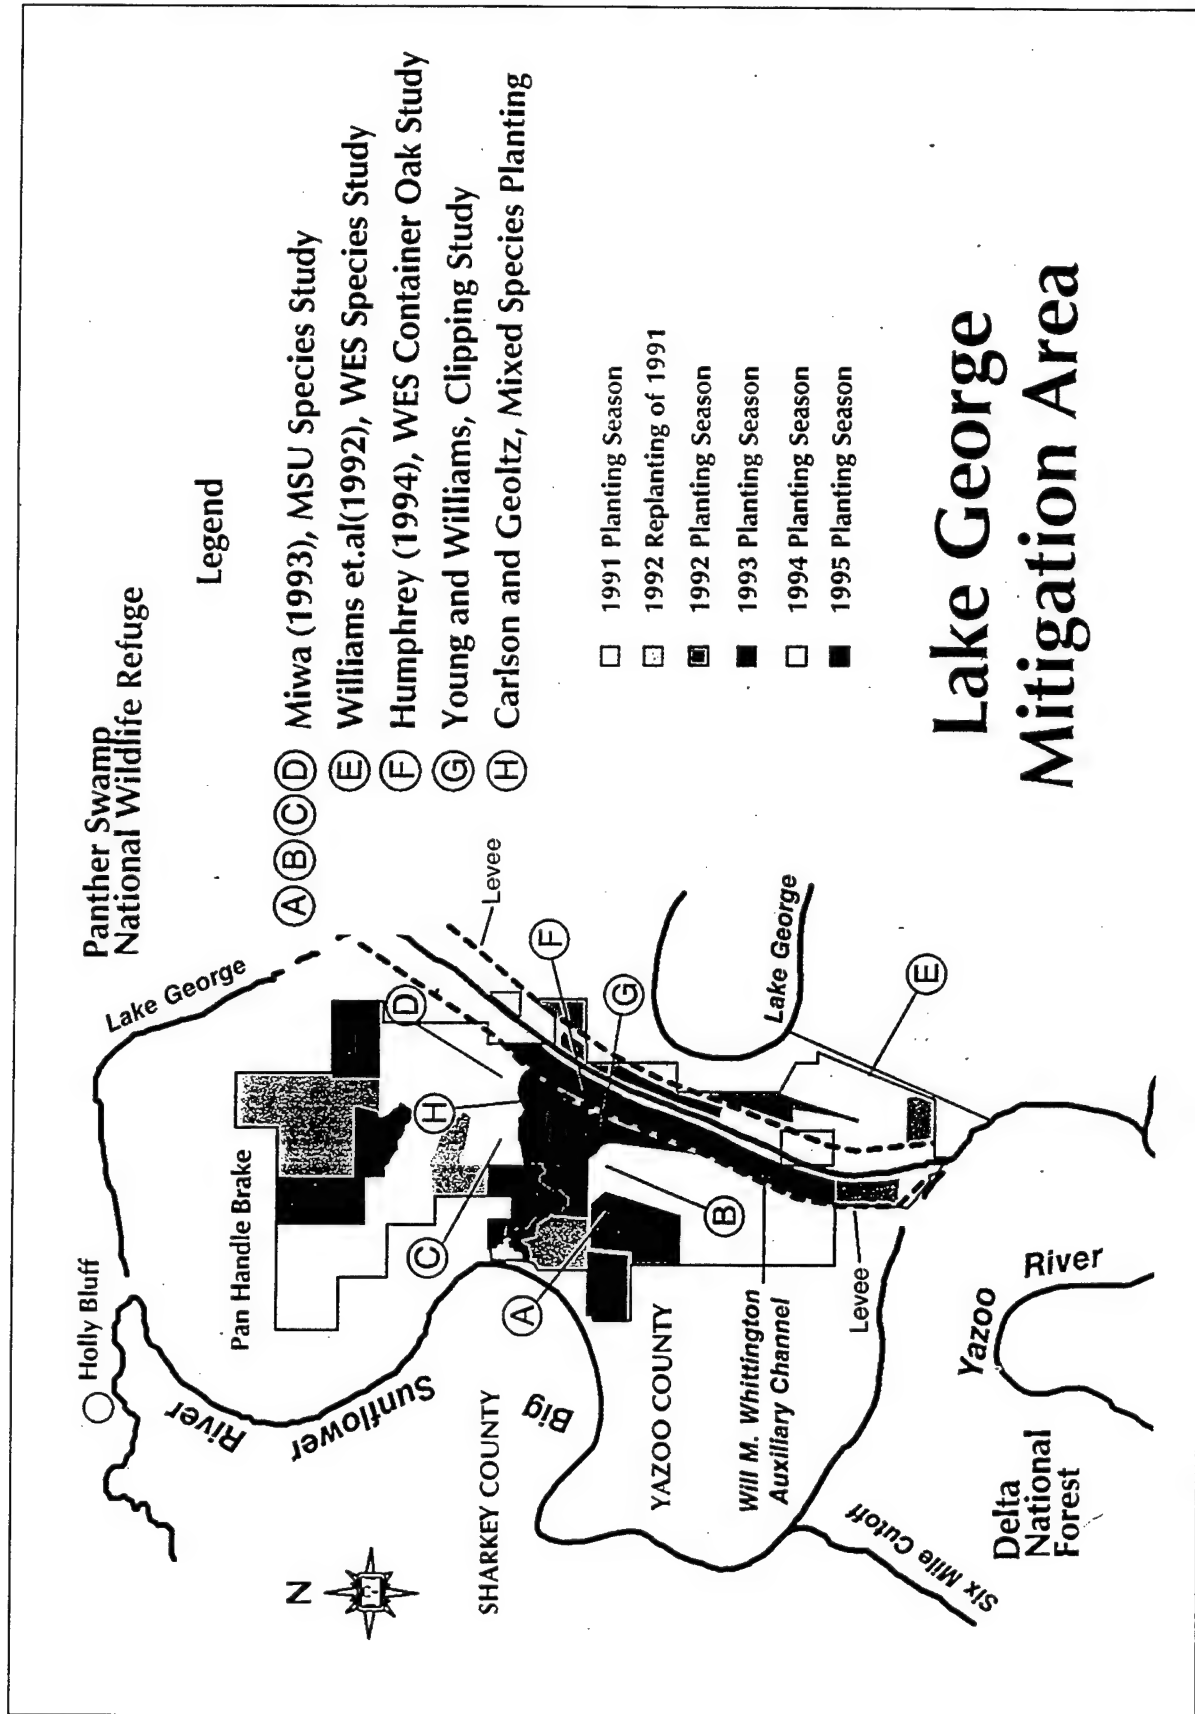 Panther Swamp
National Wildlife Refuge
Legend
A B C D Miwa (1993), MSU Species Study
E Williams et.al(1992), WES Species Study
F Humphrey (1994), WES Container Oak Study
G Young and Williams, Clipping Study
H Carlson and Geoltz, Mixed Species Planting
1991 Planting Season
1992 Replanting of 1991
1992 Planting Season
1993 Planting Season
1994 Planting Season
1995 Planting Season
Lake George
Mitigation Area
Holly Bluff
Lake George
Pan Handle Brake
River
Sunflower
Big
N
SHARKEY COUNTY
YAZOO COUNTY
Will M. Whittington
Auxiliary Channel
Levee
Levee
Lake George
A
B
C
D
E
F
G
H
Six Mile Cutoff
Delta
National
Forest
Yazoo
River